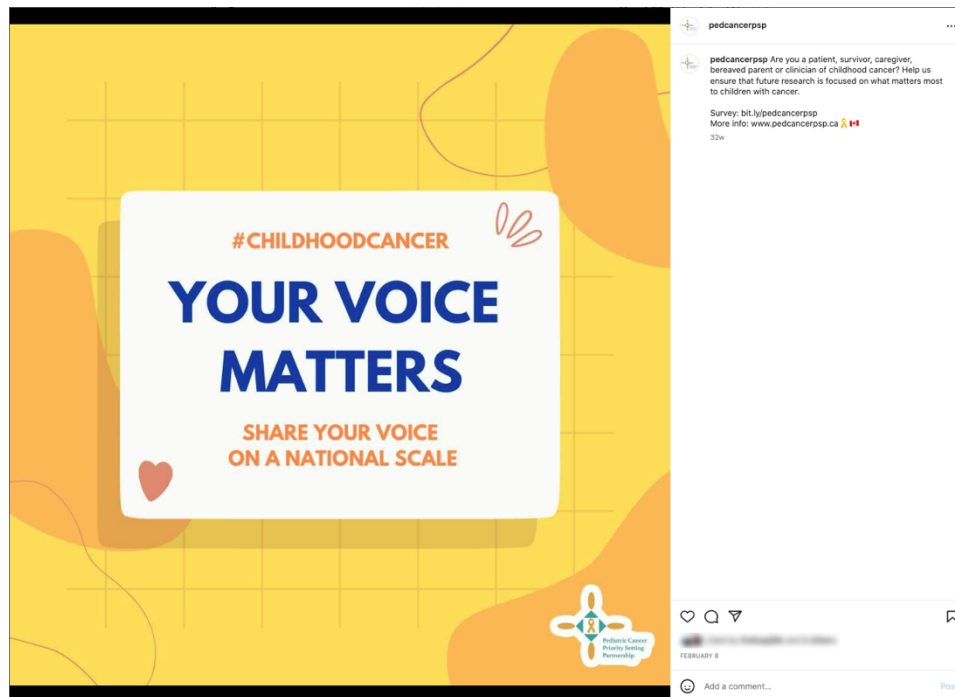 #CHILDHOODCANCER
YOUR VOICE
MATTERS
SHARE YOUR VOICE
ON A NATIONAL SCALE
Pediatric Cancer
Priority Setting
Partnership
pedcancerpsp
pedcancerpsp Are you a patient, survivor, caregiver,
bereaved parent or clinician of childhood cancer? Help us
ensure that future research is focused on what matters most
to children with cancer.
Survey: bit.ly/pedcancerpsp
More info: www.pedcancerpsp.ca 🎗️🇨🇦
32w
FEBRUARY 8
Add a comment...
Pos